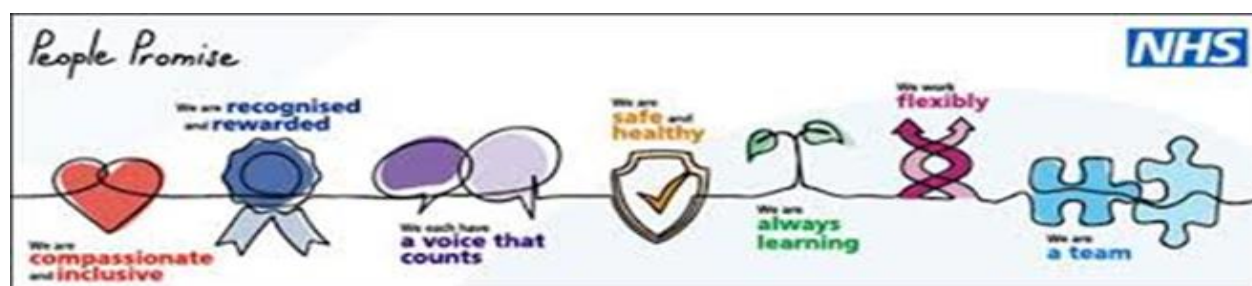 People Promise
NHS
We are
compassionate
and inclusive
We are recognised
and rewarded
We each have
a voice that
counts
We are
safe and
healthy
We are
always
learning
We work
flexibly
We are
a team